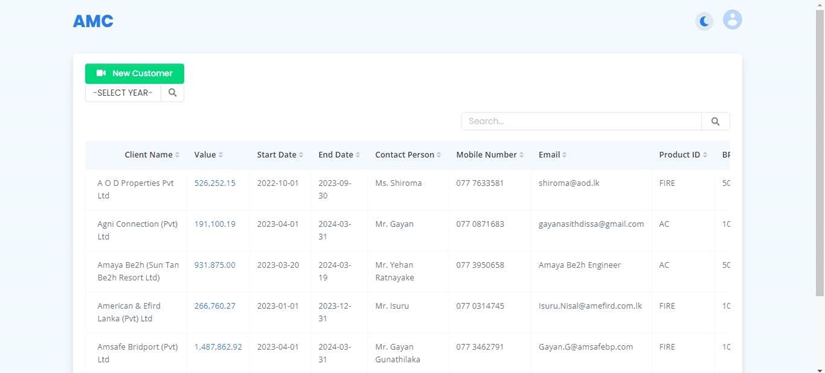 AMC
New Customer
-SELECT YEAR-
Search...
Client Name Value Start Date End Date Contact Person Mobile Number Email Product ID
A O D Properties Pvt 526,252.15 2022-10-01 2023-09- Ms. Shiroma 077 7633581 shiroma@aod.lk FIRE 50
Ltd 30
Agni Connection (Pvt) 191,100.19 2023-04-01 2024-03- Mr. Gayan 077 0871683 gayanasithdissa@gmail.com AC 10
Ltd 31
Amaya Be2h (Sun Tan 931,875.00 2023-03-20 2024-03- Mr. Yehan 077 3950658 Amaya Be2h Engineer AC 50
Be2h Resort Ltd) 19 Ratnayake
American & Efird 266,760.27 2023-01-01 2023-12- Mr. Isuru 077 0314745 Isuru.Nisal@amefird.com.lk FIRE 10
Lanka (Pvt) Ltd 31
Amsafe Bridport (Pvt) 1,487,862.92 2023-04-01 2024-03- Mr. Gayan 077 3462791 Gayan.G@amsafebp.com FIRE 10
Ltd 31 Gunathilaka